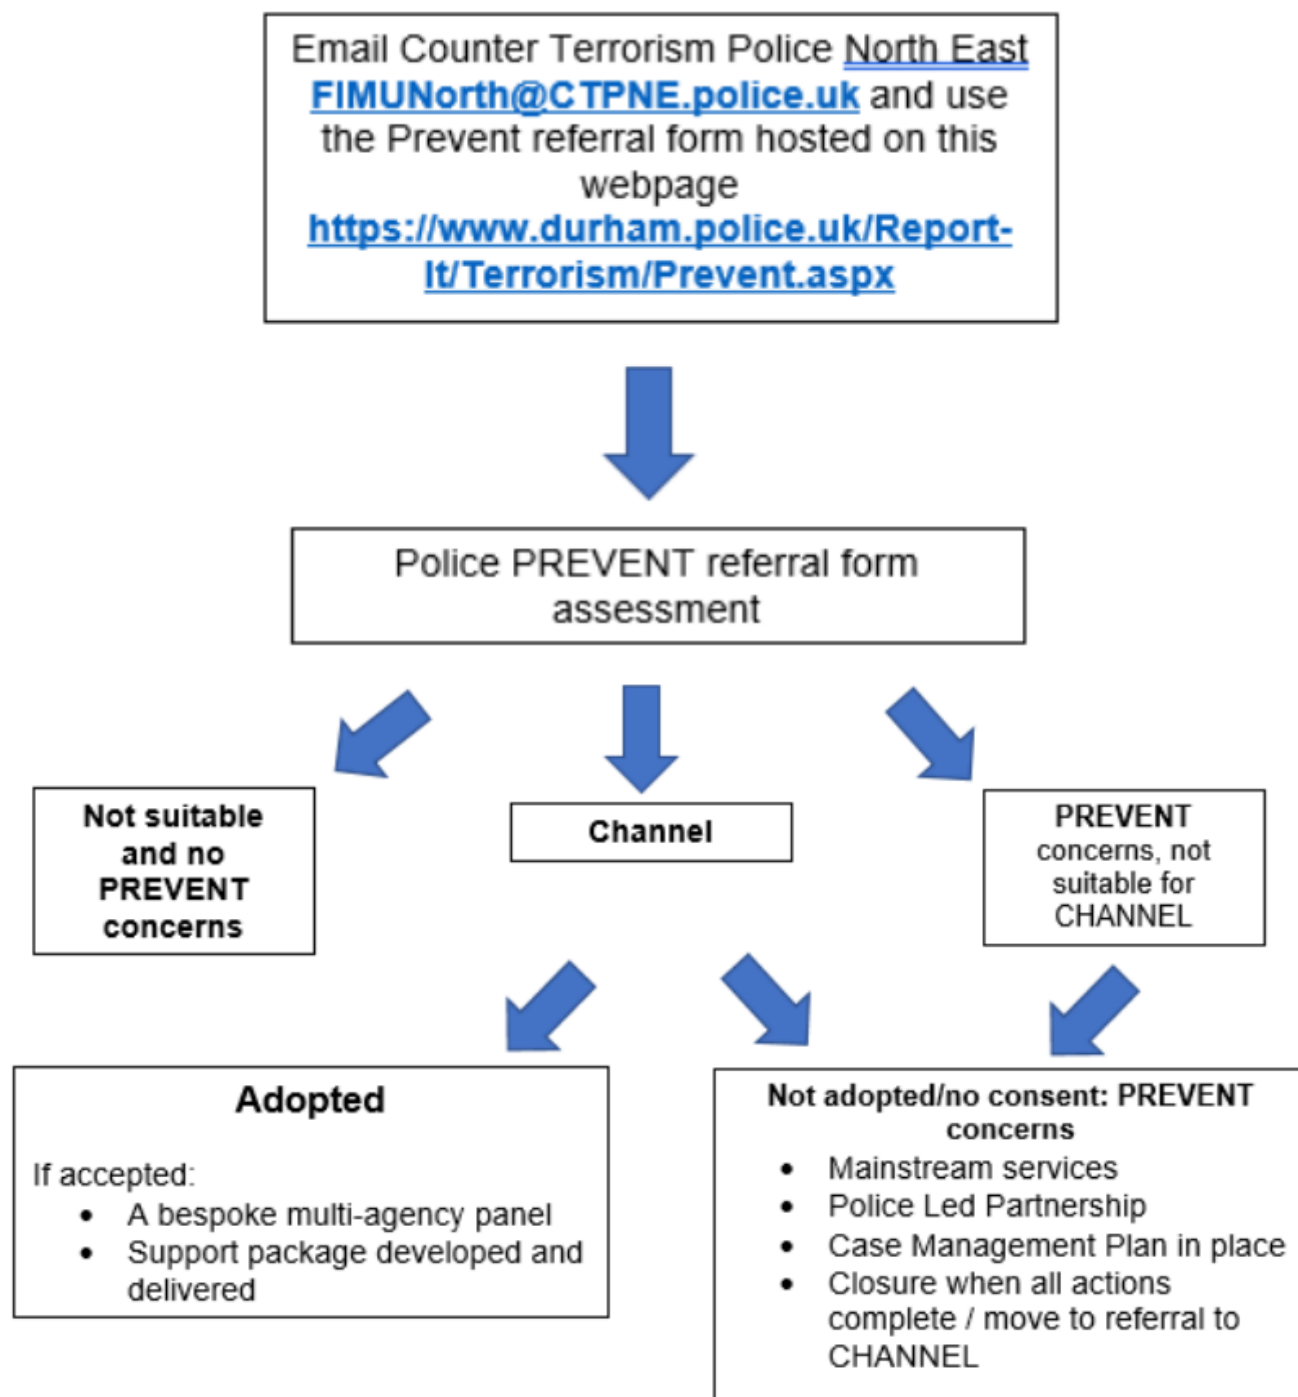 Email Counter Terrorism Police North East
FIMUNorth@CTPNE.police.uk and use
the Prevent referral form hosted on this
webpage
https://www.durham.police.uk/Report-
It/Terrorism/Prevent.aspx
Police PREVENT referral form
assessment
Not suitable
and no
PREVENT
concerns
Channel
PREVENT
concerns, not
suitable for
CHANNEL
Adopted
If accepted:
• A bespoke multi-agency panel
• Support package developed and
delivered
Not adopted/no consent: PREVENT
concerns
• Mainstream services
• Police Led Partnership
• Case Management Plan in place
• Closure when all actions
complete / move to referral to
CHANNEL